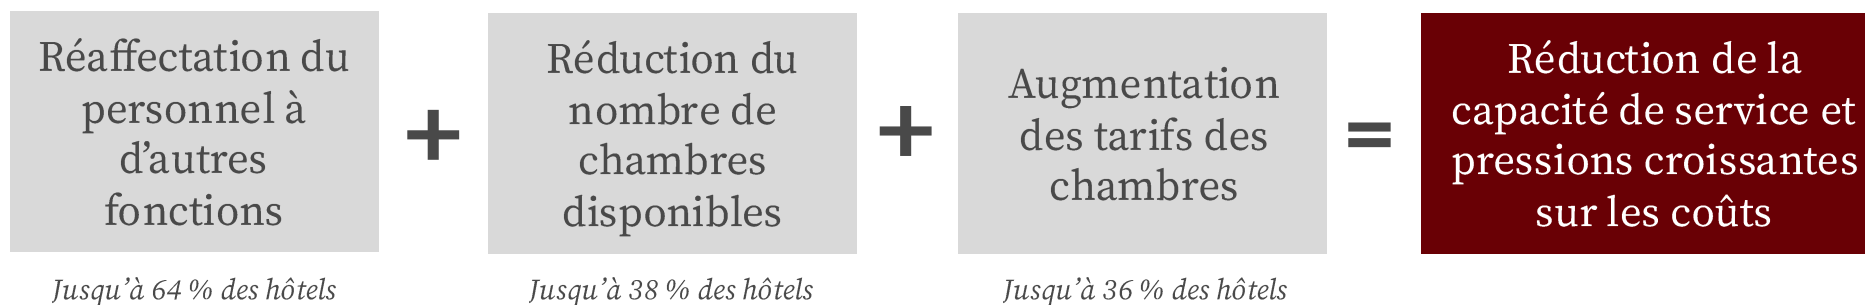 Réaffectation du
personnel à
d’autres
fonctions
Jusqu’à 64 % des hôtels
+
Réduction du
nombre de
chambres
disponibles
Jusqu’à 38 % des hôtels
+
Augmentation
des tarifs des
chambres
Jusqu’à 36 % des hôtels
=
Réduction de la
capacité de service et
pressions croissantes
sur les coûts